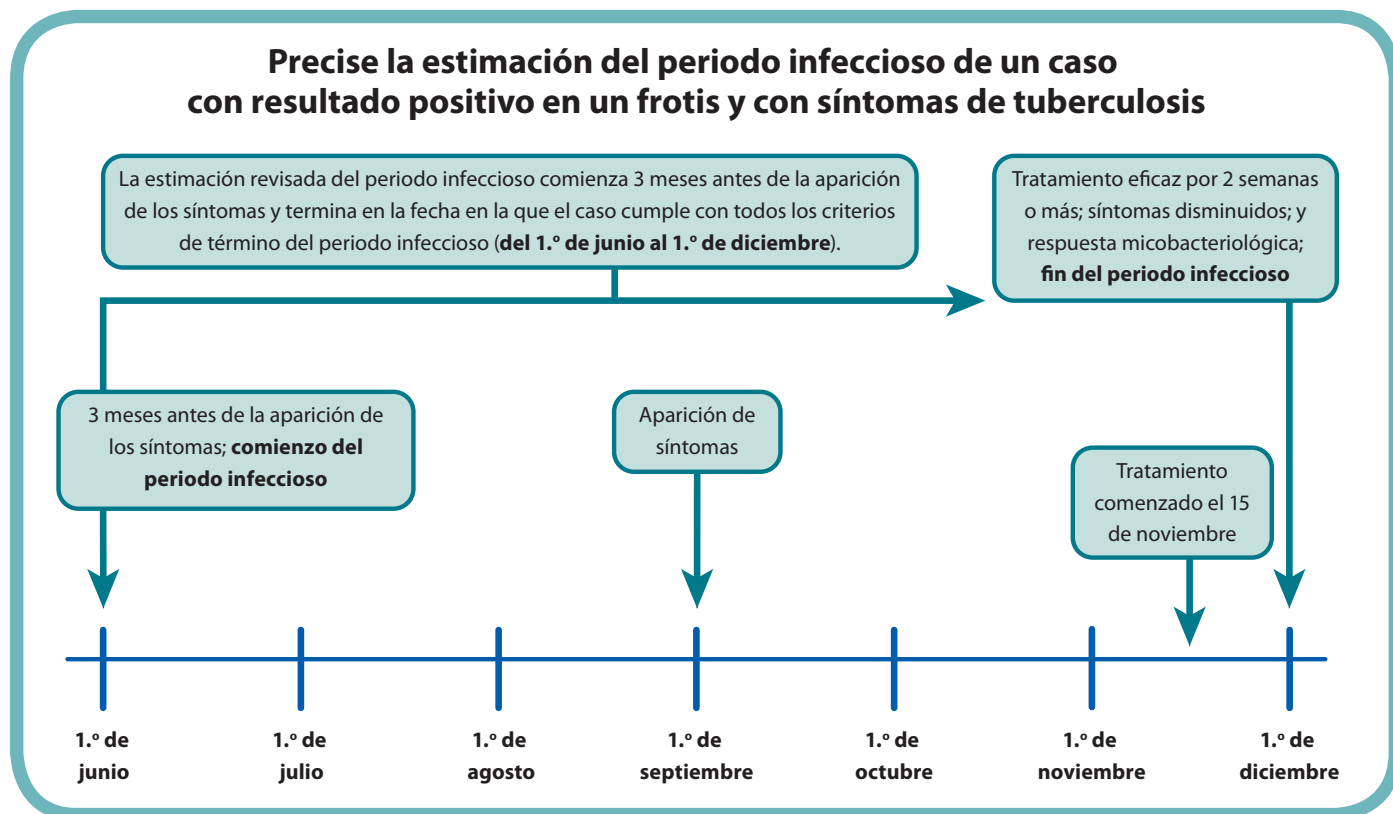 Precise la estimación del periodo infeccioso de un caso
con resultado positivo en un frotis y con síntomas de tuberculosis
La estimación revisada del periodo infeccioso comienza 3 meses antes de la aparición
de los síntomas y termina en la fecha en la que el caso cumple con todos los criterios
de término del periodo infeccioso (del 1.º de junio al 1.º de diciembre).
Tratamiento eficaz por 2 semanas
o más; síntomas disminuidos; y
respuesta micobacteriológica;
fin del periodo infeccioso
3 meses antes de la aparición de
los síntomas; comienzo del
periodo infeccioso
Aparición de
síntomas
Tratamiento
comenzado el 15
de noviembre
1.º de
junio
1.º de
julio
1.º de
agosto
1.º de
septiembre
1.º de
octubre
1.º de
noviembre
1.º de
diciembre